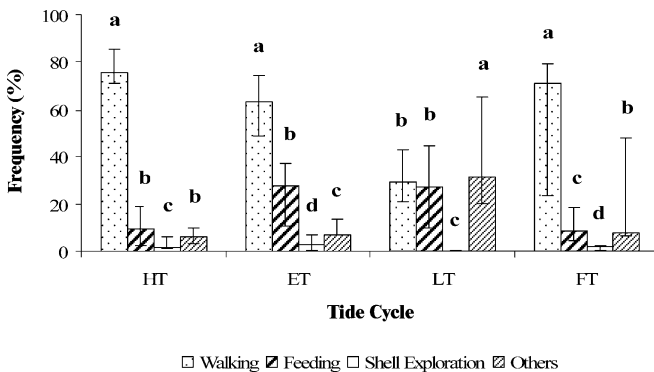 100
80
60
40
20
0
Frequency (%)
a
b
c
b
a
b
d
c
b
b
c
a
a
c
d
b
HT ET LT FT
Tide Cycle
Walking Feeding Shell Exploration Others